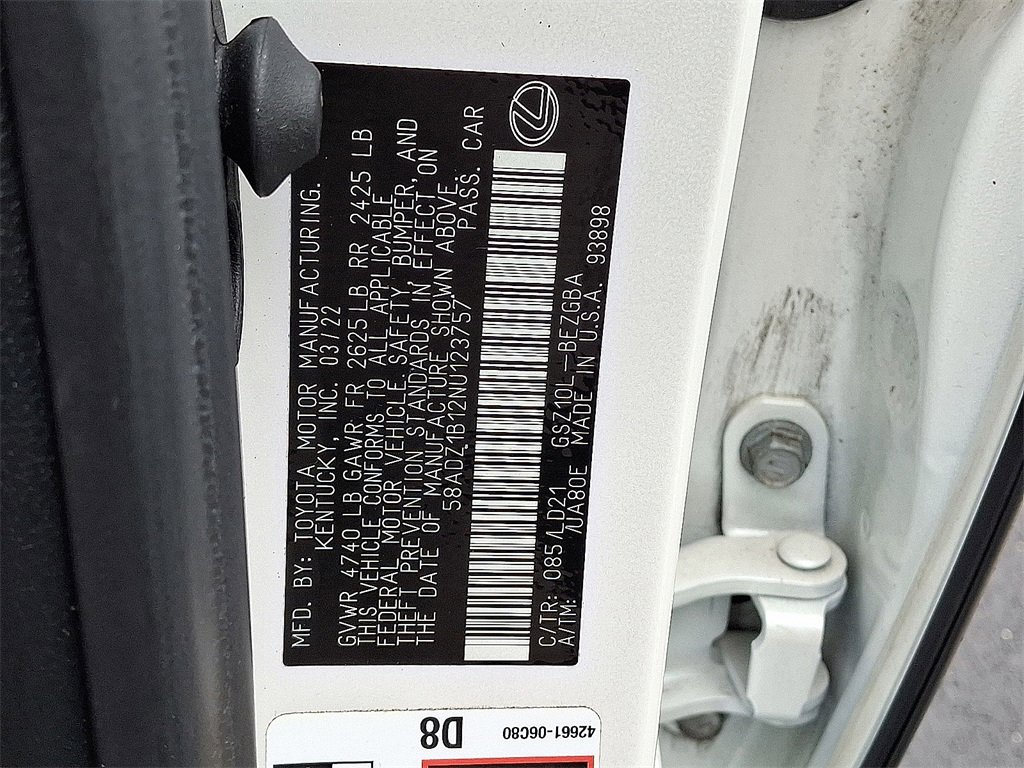 MFD. BY: TOYOTA MOTOR MANUFACTURING.
KENTUCKY, INC. 03/22
GVWR 4740 LB GAWR FR 2625 LB RR 2425 LB
THIS VEHICLE CONFORMS TO ALL APPLICABLE
FEDERAL MOTOR VEHICLE SAFETY, BUMPER, AND
THEFT PREVENTION STANDARDS IN EFFECT ON
THE DATE OF MANUFACTURE SHOWN ABOVE.
58ADZ1B12NU123757 PASS. CAR
C/TR: 085/LD21 GSZ10L-BEZGBA
A/TM: /UA80E MADE IN U.S.A. 93898
D8
42661-06C80